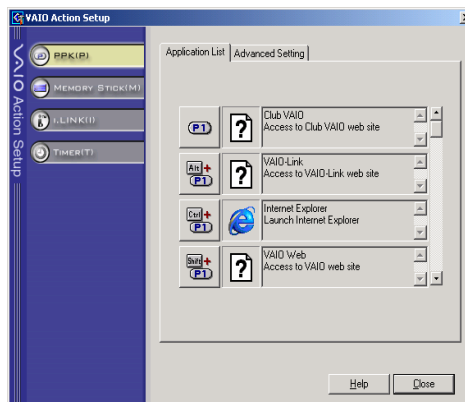 VAIO Action Setup
VAIO Action Setup
PPK(P)
MEMORY STICK(M)
i.LINK(I)
TIMER(T)
Application List
Advanced Setting
P1
Club VAIO
Access to Club VAIO web site
Alt + P1
VAIO-Link
Access to VAIO-Link web site
Ctrl + P1
Internet Explorer
Launch Internet Explorer
Shift + P1
VAIO Web
Access to VAIO web site
Help
Close